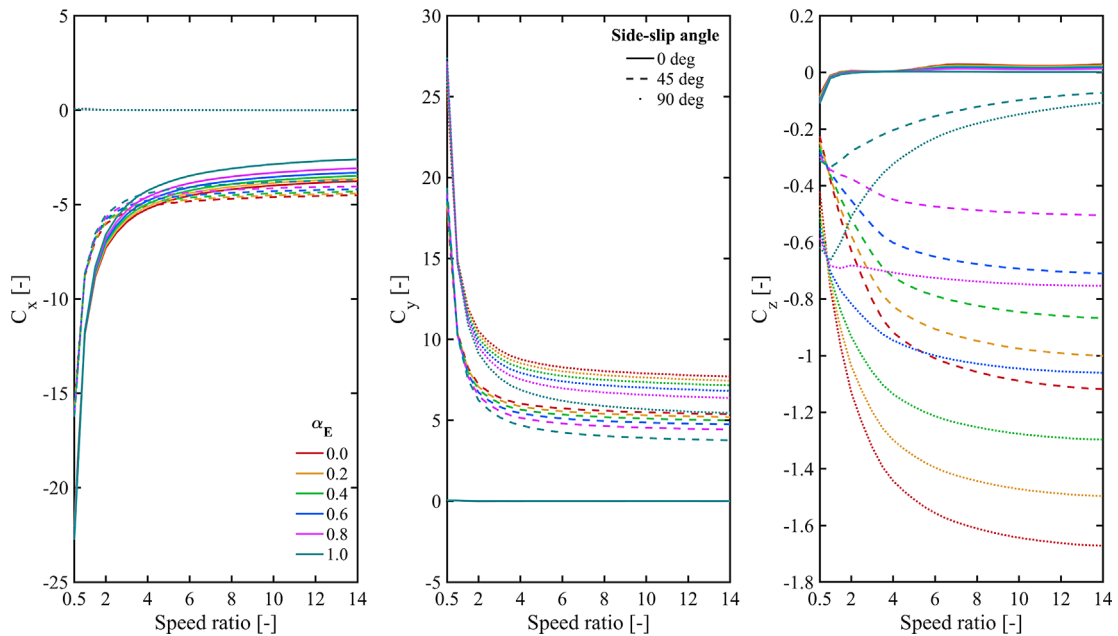 5
0
-5
-10
-15
-20
-25
0.5 2 4 6 8 10 12 14
Speed ratio [-]
C_x [-]
α_E
0.0
0.2
0.4
0.6
0.8
1.0
30
25
20
15
10
5
0
-5
0.5 2 4 6 8 10 12 14
Speed ratio [-]
C_y [-]
Side-slip angle
0 deg
45 deg
90 deg
0.2
0
-0.2
-0.4
-0.6
-0.8
-1
-1.2
-1.4
-1.6
-1.8
0.5 2 4 6 8 10 12 14
Speed ratio [-]
C_z [-]